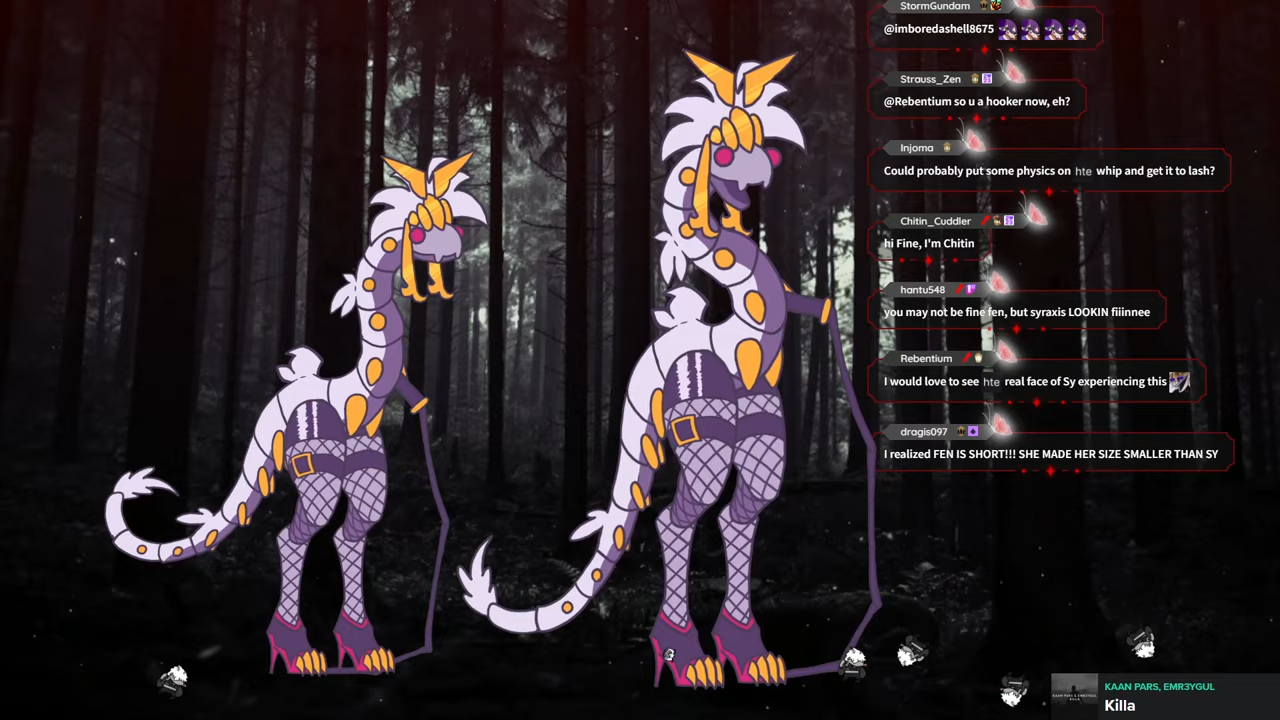 StormGundam
@imboredashell8675
Strauss_Zen
@Rebentium so u a hooker now, eh?
Injoma
Could probably put some physics on hte whip and get it to lash?
Chitin_Cuddler
hi Fine, I'm Chitin
hantu548
you may not be fine fen, but syraxis LOOKIN fiiinnee
Rebentium
I would love to see hte real face of Sy experiencing this
dragis097
I realized FEN IS SHORT!!! SHE MADE HER SIZE SMALLER THAN SY
KAAN PARS, EMR3YGUL
Killa